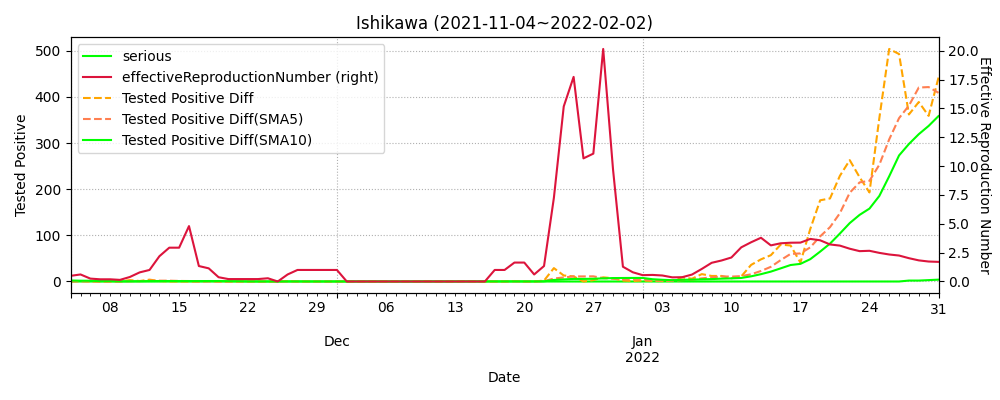 Ishikawa (2021-11-04~2022-02-02)
serious
effectiveReproductionNumber (right)
Tested Positive Diff
Tested Positive Diff(SMA5)
Tested Positive Diff(SMA10)
Tested Positive
500
400
300
200
100
0
20.0
17.5
15.0
12.5
10.0
7.5
5.0
2.5
0.0
Effective Reproduction Number
08 15 22 29 06 13 20 27 03 10 17 24 31
Dec Jan
2022
Date